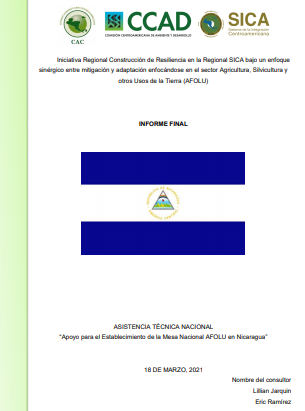 CAC
CCAD
COMISIÓN CENTROAMERICANA DE AMBIENTE Y DESARROLLO
SICA
Sistema de la Integración
Centroamericana
Iniciativa Regional Construcción de Resiliencia en la Regional SICA bajo un enfoque
sinérgico entre mitigación y adaptación enfocándose en el sector Agricultura, Silvicultura y
otros Usos de la Tierra (AFOLU)
INFORME FINAL
ASISTENCIA TÉCNICA NACIONAL
“Apoyo para el Establecimiento de la Mesa Nacional AFOLU en Nicaragua”
18 DE MARZO, 2021
Nombre del consultor
Lillian Jarquin
Eric Ramírez